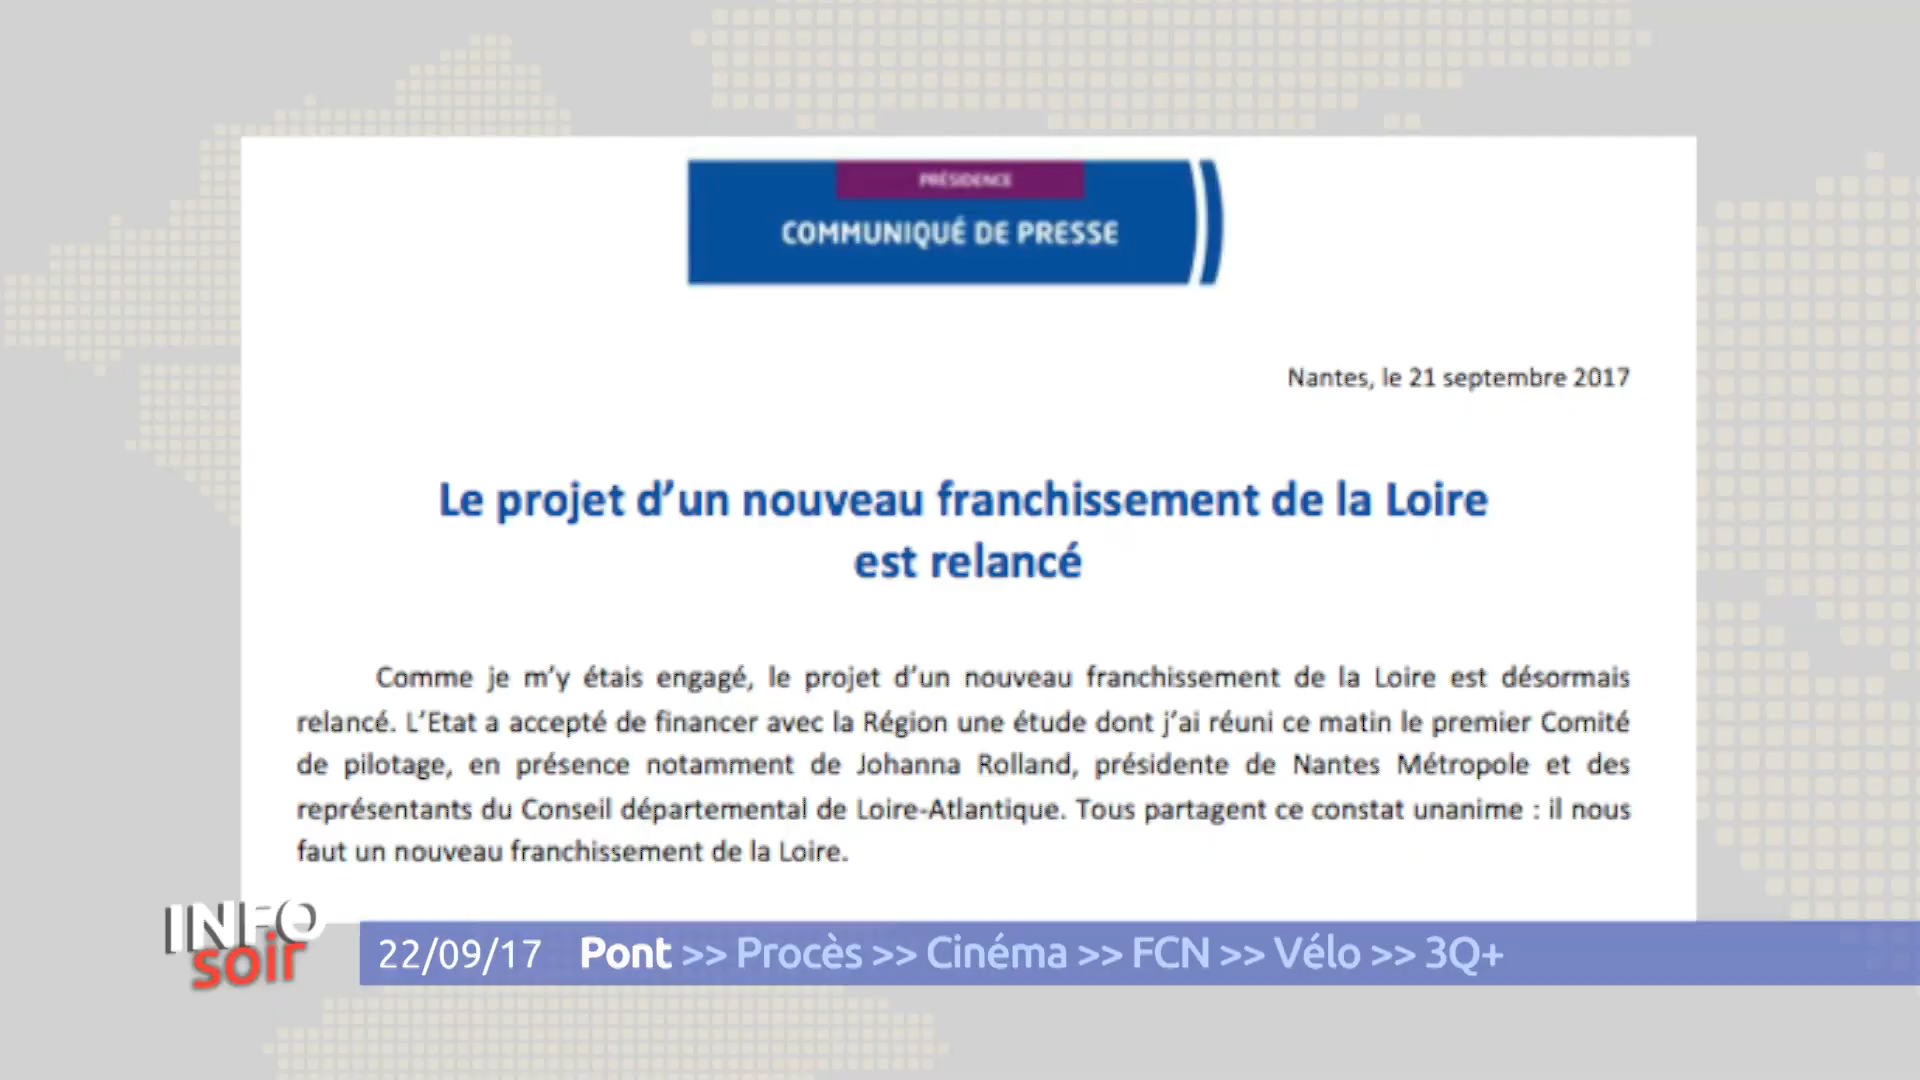 PRÉSIDENCE
COMMUNIQUÉ DE PRESSE
Nantes, le 21 septembre 2017
Le projet d’un nouveau franchissement de la Loire
est relancé
Comme je m’y étais engagé, le projet d’un nouveau franchissement de la Loire est désormais
relancé. L’Etat a accepté de financer avec la Région une étude dont j’ai réuni ce matin le premier Comité
de pilotage, en présence notamment de Johanna Rolland, présidente de Nantes Métropole et des
représentants du Conseil départemental de Loire-Atlantique. Tous partagent ce constat unanime : il nous
faut un nouveau franchissement de la Loire.
INFO
soir
22/09/17 Pont >> Procès >> Cinéma >> FCN >> Vélo >> 3Q+